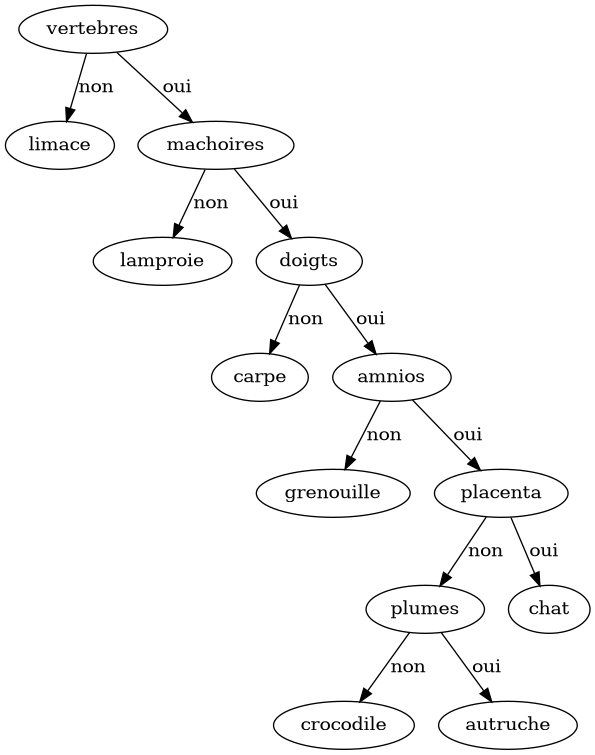 vertebres
non
oui
limace
machoires
non
oui
lamproie
doigts
non
oui
carpe
amnios
non
oui
grenouille
placenta
non
oui
plumes
chat
non
oui
crocodile
autruche